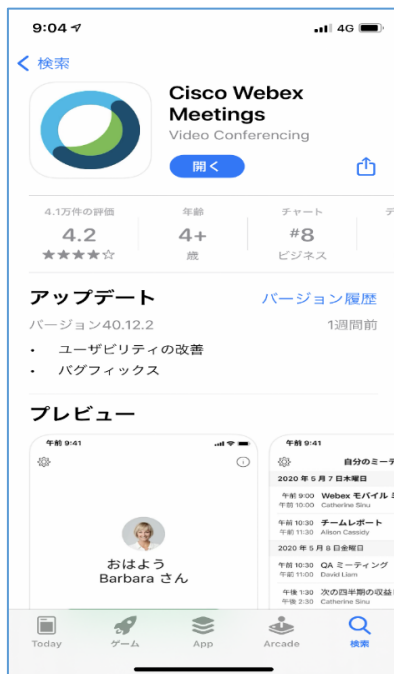 9:04
4G
検索
Cisco Webex
Meetings
Video Conferencing
開く
4.1万件の評価
4.2
★★★★☆
年齢
4+
歳
チャート
#8
ビジネス
アップデート
バージョン履歴
バージョン40.12.2
1週間前
• ユーザビリティの改善
• バグフィックス
プレビュー
午前 9:41
おはよう
Barbara さん
午前 9:41
自分のミーテ
2020 年 5 月 7 日木曜日
午前 9:00 Webex モバイル
午前 10:00 Catherine Sinu
午前 10:30 チームレポート
午前 11:30 Alison Cassidy
2020 年 5 月 8 日金曜日
午前 10:30 QA ミーティング
午前 11:00 David Liam
午後 1:30 次の四半期の収益
午後 2:30 Catherine Sinu
Today
ゲーム
App
Arcade
検索